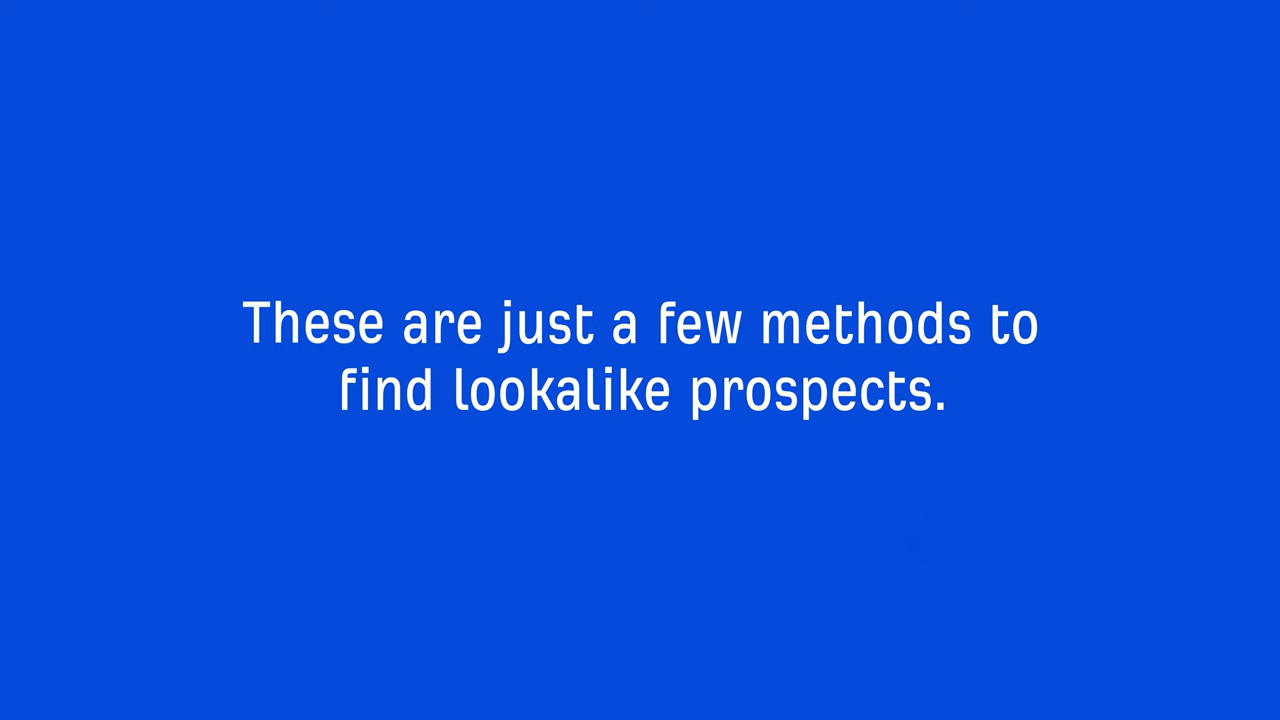 These are just a few methods to
find lookalike prospects.